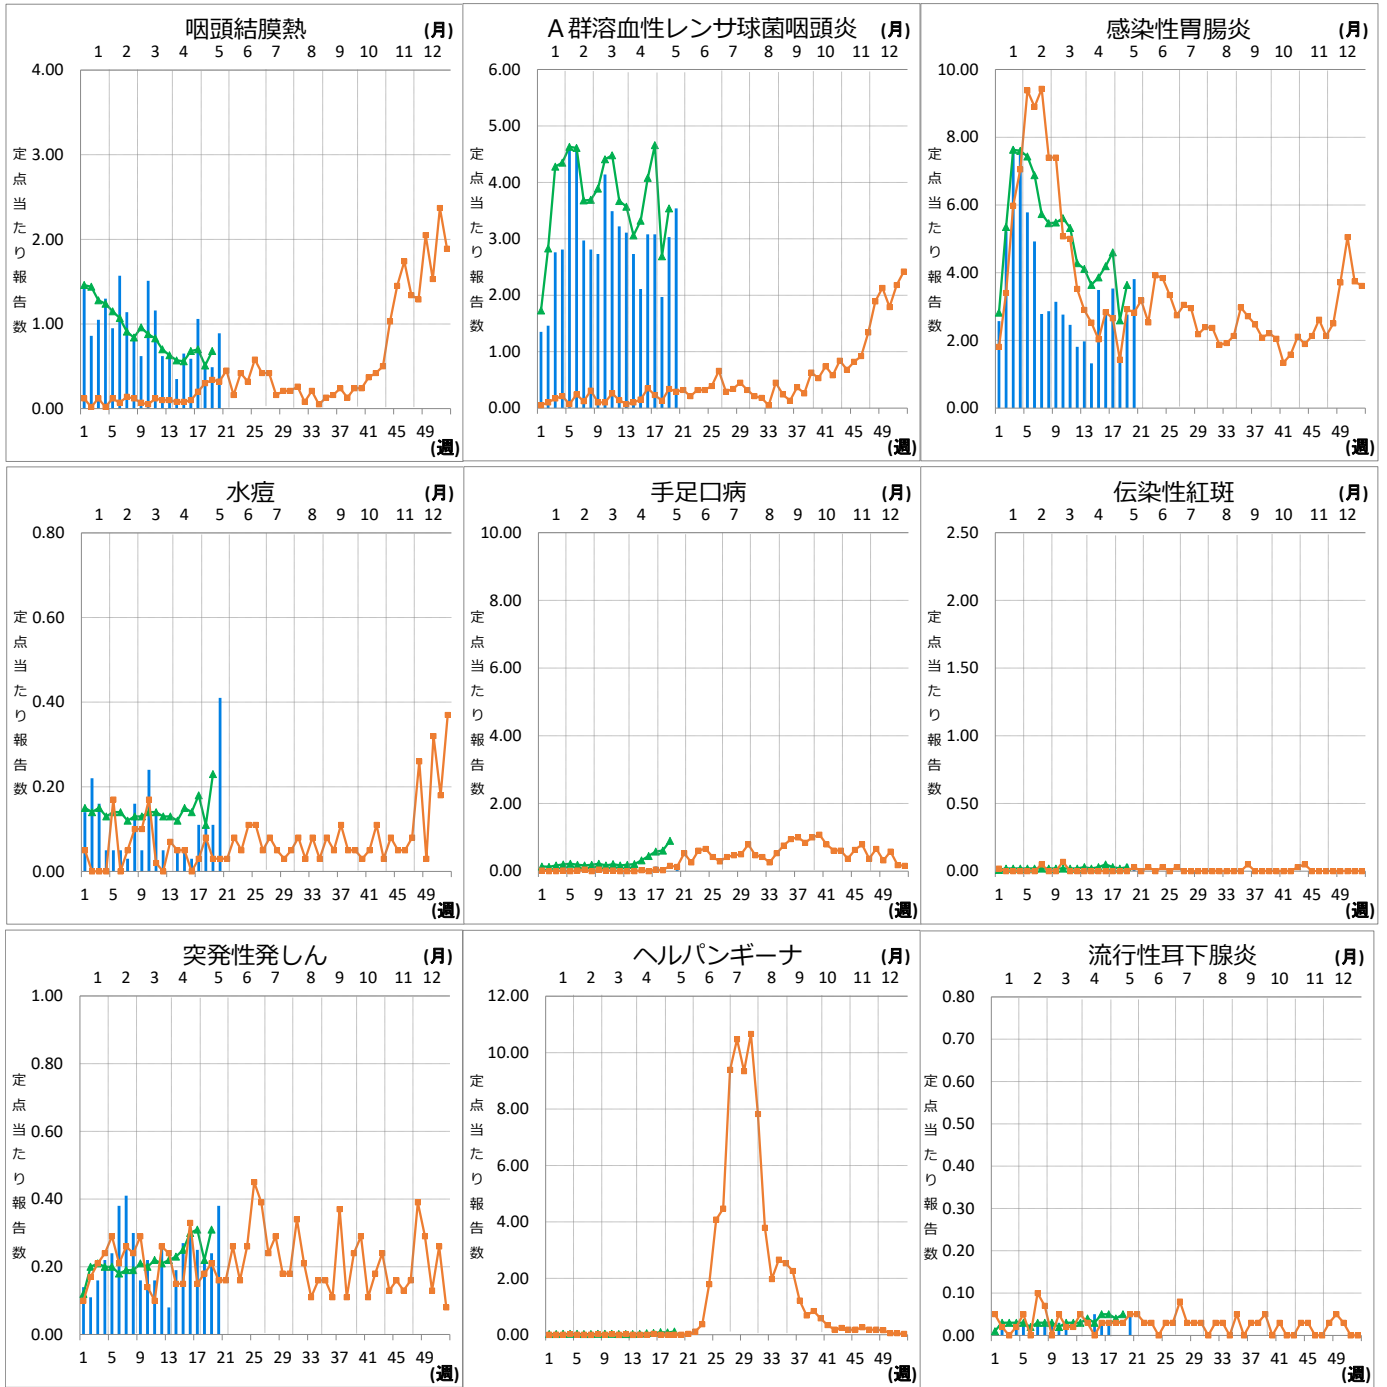 咽頭結膜熱 (月)
1 2 3 4 5 6 7 8 9 10 11 12
4.00
3.00
2.00
1.00
0.00
定点当たり報告数
1 5 9 13 17 21 25 29 33 37 41 45 49
(週)
A群溶血性レンサ球菌咽頭炎 (月)
1 2 3 4 5 6 7 8 9 10 11 12
6.00
5.00
4.00
3.00
2.00
1.00
0.00
定点当たり報告数
1 5 9 13 17 21 25 29 33 37 41 45 49
(週)
感染性胃腸炎 (月)
1 2 3 4 5 6 7 8 9 10 11 12
10.00
8.00
6.00
4.00
2.00
0.00
定点当たり報告数
1 5 9 13 17 21 25 29 33 37 41 45 49
(週)
水痘 (月)
1 2 3 4 5 6 7 8 9 10 11 12
0.80
0.60
0.40
0.20
0.00
定点当たり報告数
1 5 9 13 17 21 25 29 33 37 41 45 49
(週)
手足口病 (月)
1 2 3 4 5 6 7 8 9 10 11 12
10.00
8.00
6.00
4.00
2.00
0.00
定点当たり報告数
1 5 9 13 17 21 25 29 33 37 41 45 49
(週)
伝染性紅斑 (月)
1 2 3 4 5 6 7 8 9 10 11 12
2.50
2.00
1.50
1.00
0.50
0.00
定点当たり報告数
1 5 9 13 17 21 25 29 33 37 41 45 49
(週)
突発性発しん (月)
1 2 3 4 5 6 7 8 9 10 11 12
1.00
0.80
0.60
0.40
0.20
0.00
定点当たり報告数
1 5 9 13 17 21 25 29 33 37 41 45 49
(週)
ヘルパンギーナ (月)
1 2 3 4 5 6 7 8 9 10 11 12
12.00
10.00
8.00
6.00
4.00
2.00
0.00
定点当たり報告数
1 5 9 13 17 21 25 29 33 37 41 45 49
(週)
流行性耳下腺炎 (月)
1 2 3 4 5 6 7 8 9 10 11 12
0.80
0.70
0.60
0.50
0.40
0.30
0.20
0.10
0.00
定点当たり報告数
1 5 9 13 17 21 25 29 33 37 41 45 49
(週)